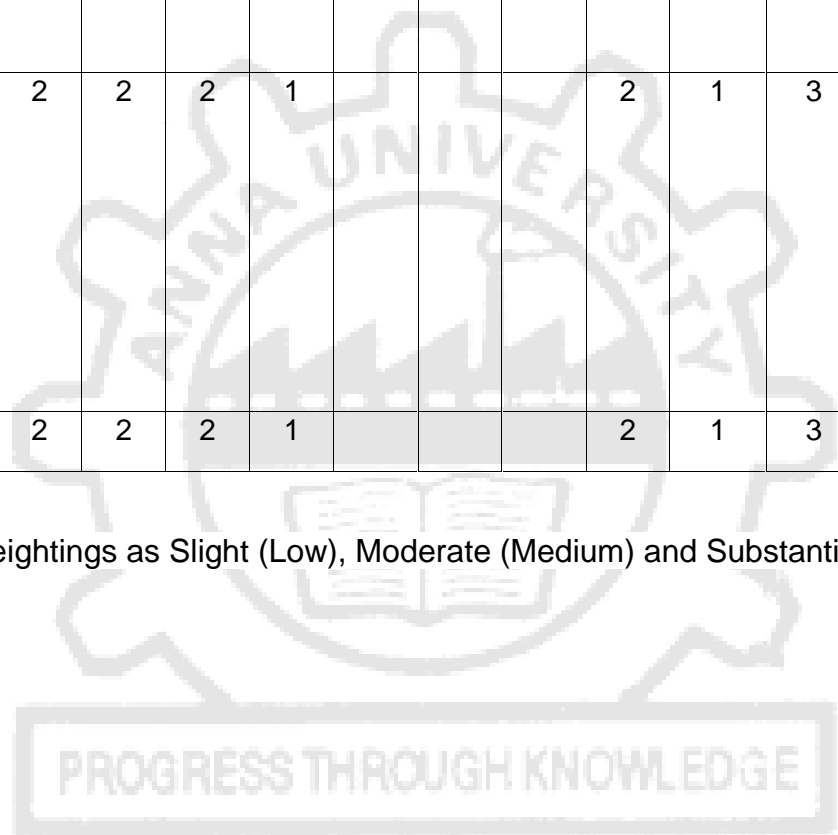 2 2 2 1 2 1 3
ANNA UNIVERSITY
2 2 2 1 2 1 3
eightings as Slight (Low), Moderate (Medium) and Substanti
PROGRESS THROUGH KNOWLEDGE